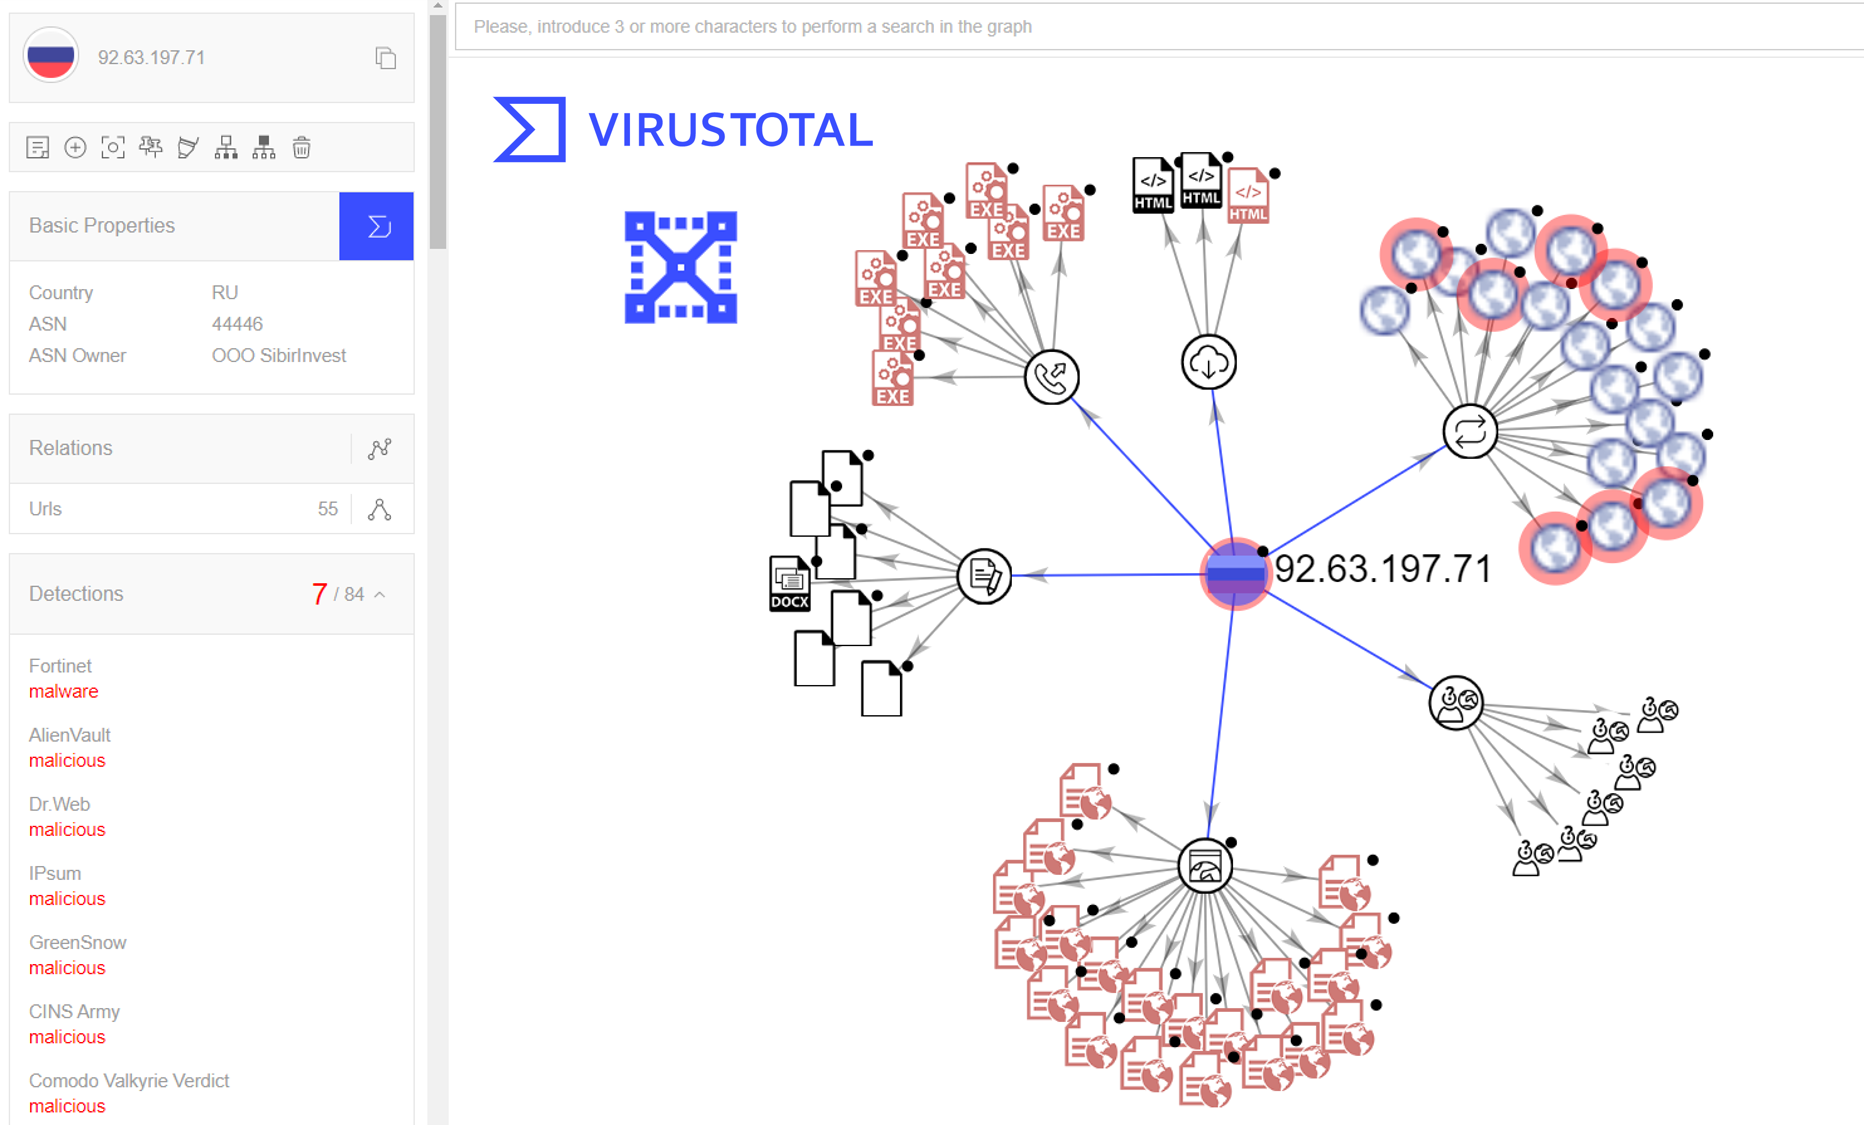 92.63.197.71
Please, introduce 3 or more characters to perform a search in the graph
VIRUSTOTAL
Basic Properties
Country RU
ASN 44446
ASN Owner OOO SibirInvest
Relations
Urls 55
Detections 7 / 84
Fortinet
malware
AlienVault
malicious
Dr.Web
malicious
IPsum
malicious
GreenSnow
malicious
CINS Army
malicious
Comodo Valkyrie Verdict
malicious
EXE
EXE
EXE
EXE
EXE
EXE
EXE
EXE
HTML
HTML
HTML
DOCX
92.63.197.71